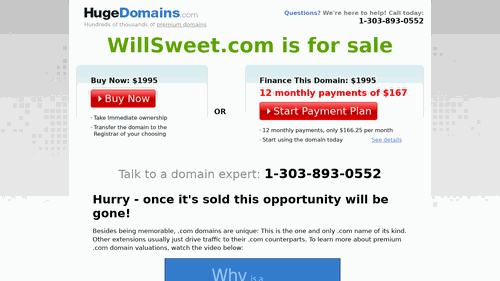 HugeDomains.com
Hundreds of thousands of premium domains
Questions? We're here to help! Call today:
1-303-893-0552
WillSweet.com is for sale
Buy Now: $1995
Buy Now
· Take Immediate ownership
· Transfer the domain to the
Registrar of your choosing
OR
Finance This Domain: $1995
12 monthly payments of $167
Start Payment Plan
· 12 monthly payments, only $166.25 per month
· Start using the domain today
See details
Talk to a domain expert: 1-303-893-0552
Hurry - once it's sold this opportunity will be
gone!
Besides being memorable, .com domains are unique: This is the one and only .com name of its kind.
Other extensions usually just drive traffic to their .com counterparts. To learn more about premium
.com domain valuations, watch the video below:
Why is a